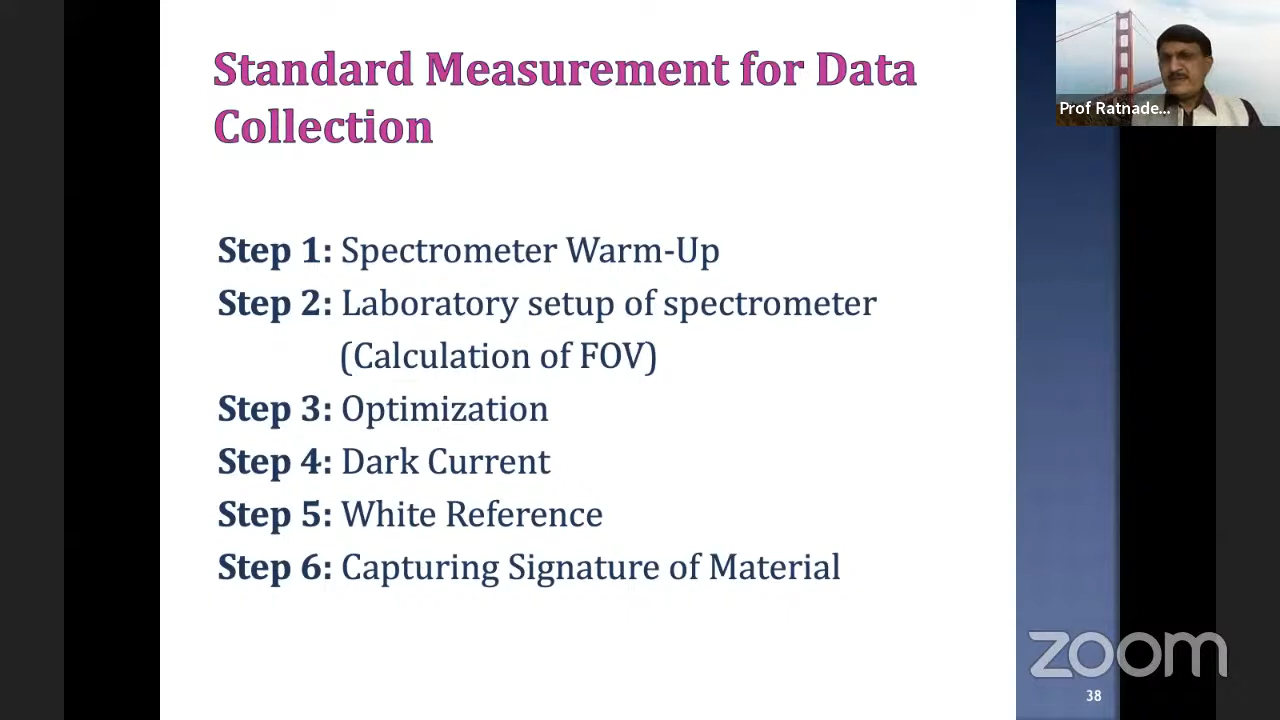 Standard Measurement for Data
Collection
Step 1: Spectrometer Warm-Up
Step 2: Laboratory setup of spectrometer
(Calculation of FOV)
Step 3: Optimization
Step 4: Dark Current
Step 5: White Reference
Step 6: Capturing Signature of Material
Prof Ratnade...
zoom
38